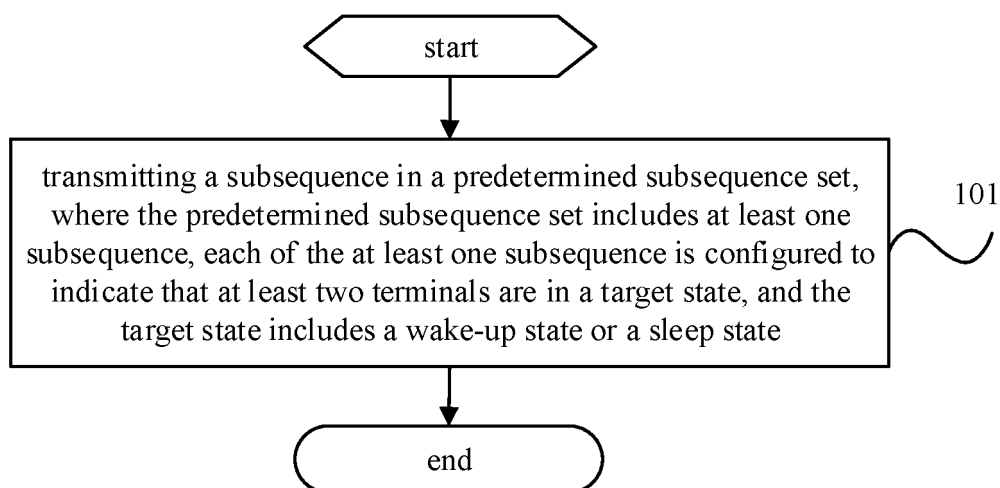 start
transmitting a subsequence in a predetermined subsequence set,
where the predetermined subsequence set includes at least one
subsequence, each of the at least one subsequence is configured to
indicate that at least two terminals are in a target state, and the
target state includes a wake-up state or a sleep state
101
end